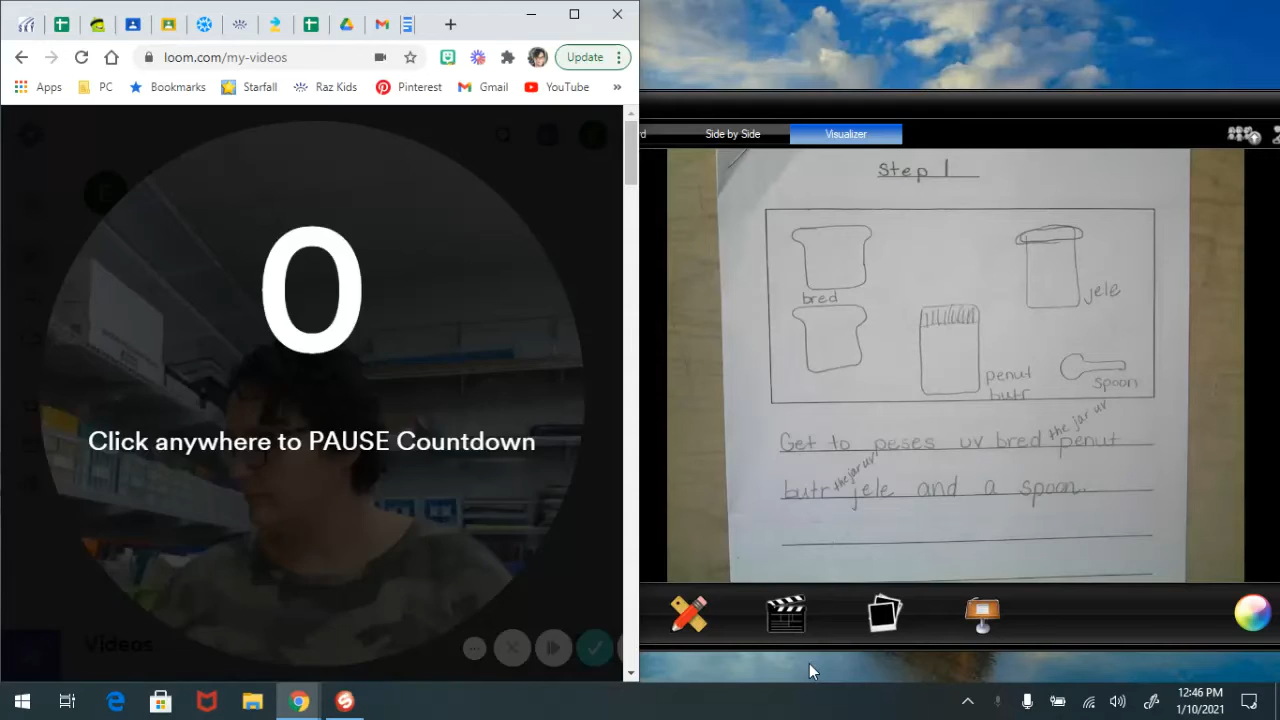 loom.com/my-videos
Update
Apps
PC
Bookmarks
Starfall
Raz Kids
Pinterest
Gmail
YouTube
»
0
Click anywhere to PAUSE Countdown
Videos
d
Side by Side
Visualizer
Step 1
bred
jele
penut
butr
spoon
the jar uv
Get to peses uv bred penut
the jar uv
butr jele and a spoon.
12:46 PM
1/10/2021